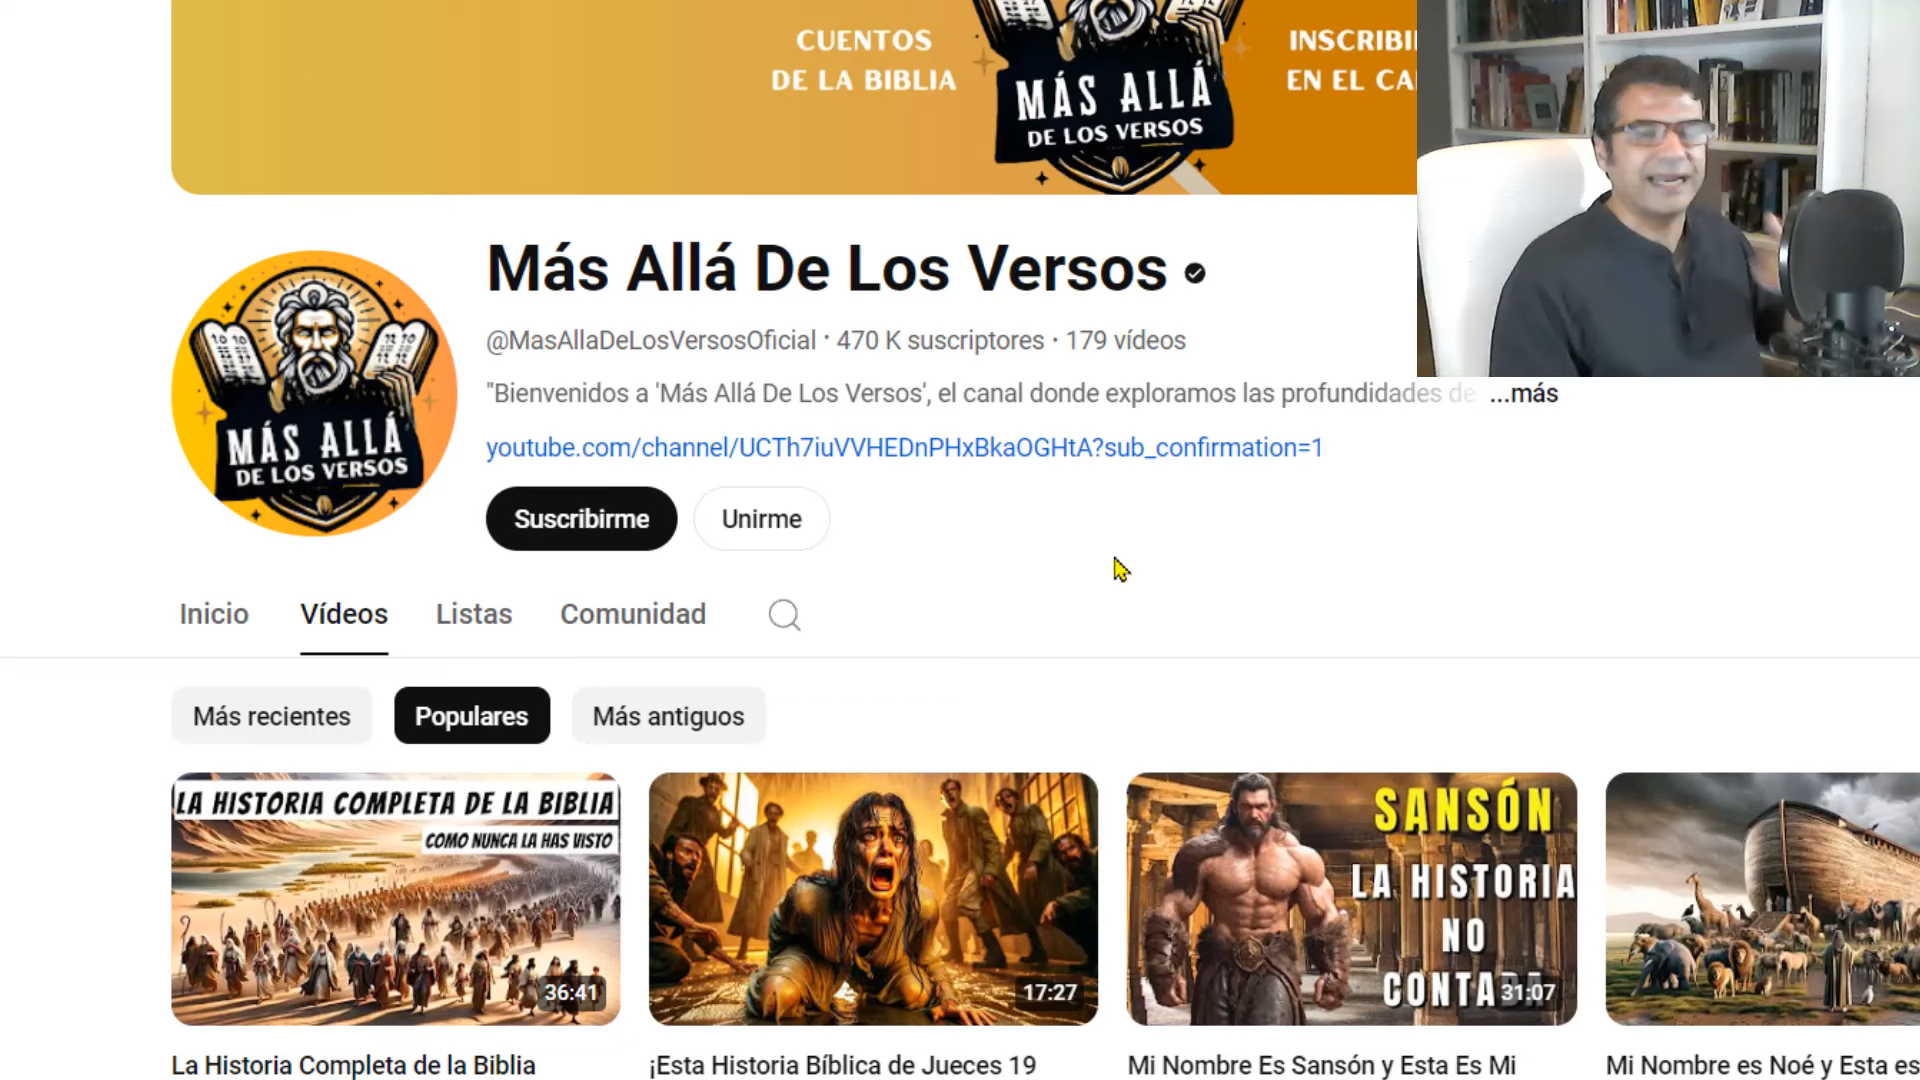 CUENTOS
DE LA BIBLIA
MÁS ALLÁ
DE LOS VERSOS
INSCRIBI
EN EL CA
MÁS ALLÁ
DE LOS VERSOS
Más Allá De Los Versos
@MasAllaDeLosVersosOficial · 470 K suscriptores · 179 vídeos
"Bienvenidos a 'Más Allá De Los Versos', el canal donde exploramos las profundidades de ...más
youtube.com/channel/UCTh7iuVVHEDnPHxBkaOGHtA?sub_confirmation=1
Suscribirme
Unirme
Inicio
Vídeos
Listas
Comunidad
Más recientes
Populares
Más antiguos
LA HISTORIA COMPLETA DE LA BIBLIA
COMO NUNCA LA HAS VISTO
36:41
17:27
SANSÓN
LA HISTORIA
NO
CONTA
31:07
La Historia Completa de la Biblia
¡Esta Historia Bíblica de Jueces 19
Mi Nombre Es Sansón y Esta Es Mi
Mi Nombre es Noé y Esta es